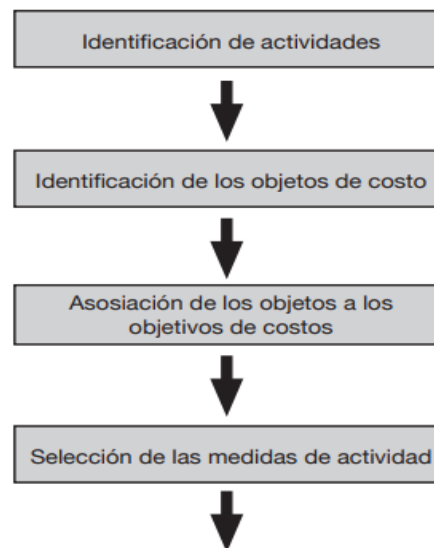 Identificación de actividades
Identificación de los objetos de costo
Asosiación de los objetos a los
objetivos de costos
Selección de las medidas de actividad